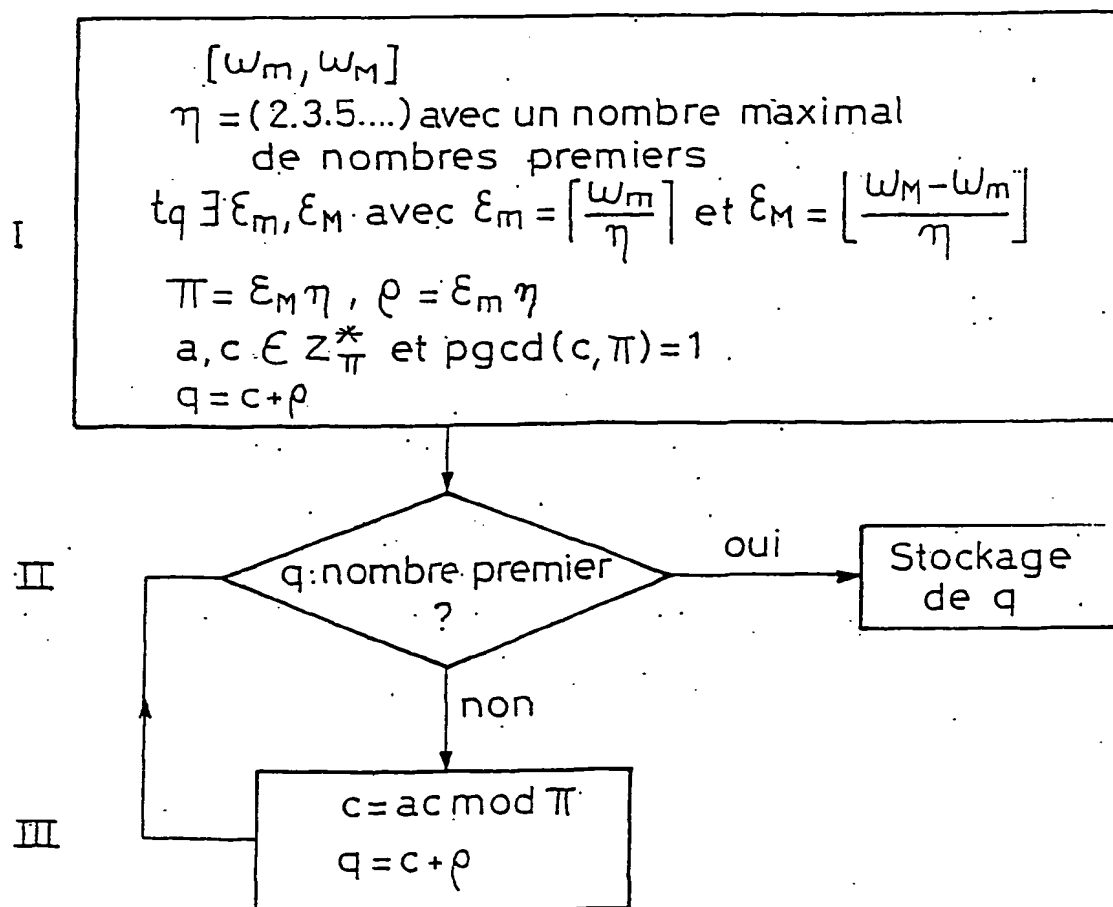 [ωm, ωM]
η = (2.3.5....) avec un nombre maximal
de nombres premiers
tq ∃ εm, εM avec εm = ⌈ωm/η⌉ et εM = ⌊(ωM − ωm)/η⌋
I
π = εM η, ρ = εm η
a, c ∈ Z*π et pgcd(c, π) = 1
q = c + ρ
II
q : nombre premier
?
oui
Stockage
de q
non
III
c = ac mod π
q = c + ρ